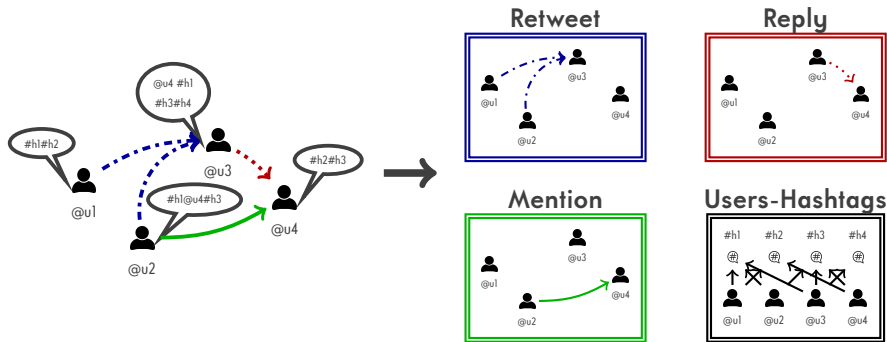 @u4 #h1
#h3#h4
#h1#h2
@u3
#h2#h3
@u1
#h1@u4#h3
@u4
@u2
Retweet
@u3
@u1
@u4
@u2
Reply
@u3
@u1
@u4
@u2
Mention
@u3
@u1
@u4
@u2
Users-Hashtags
#h1 #h2 #h3 #h4
# # # #
@u1 @u2 @u3 @u4